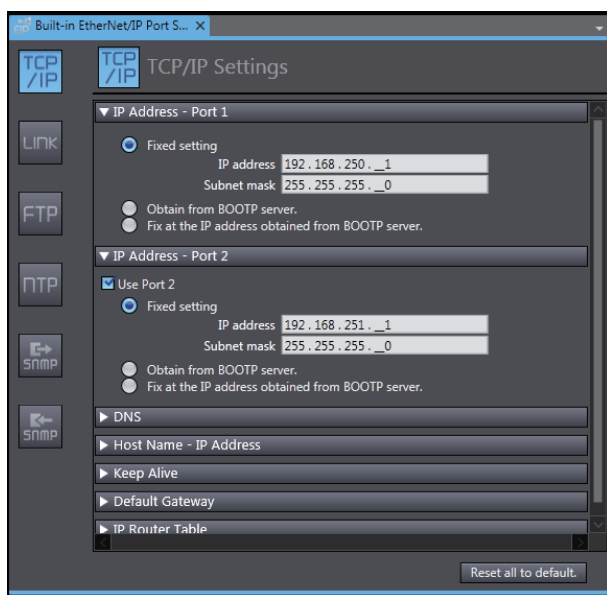 Built-in EtherNet/IP Port S...
TCP/IP
TCP/IP
TCP/IP Settings
IP Address - Port 1
LINK
Fixed setting
IP address 192.168.250.__1
Subnet mask 255.255.255.__0
FTP
Obtain from BOOTP server.
Fix at the IP address obtained from BOOTP server.
IP Address - Port 2
NTP
Use Port 2
Fixed setting
IP address 192.168.251.__1
Subnet mask 255.255.255.__0
SNMP
Obtain from BOOTP server.
Fix at the IP address obtained from BOOTP server.
DNS
SNMP
Host Name - IP Address
Keep Alive
Default Gateway
IP Router Table
Reset all to default.